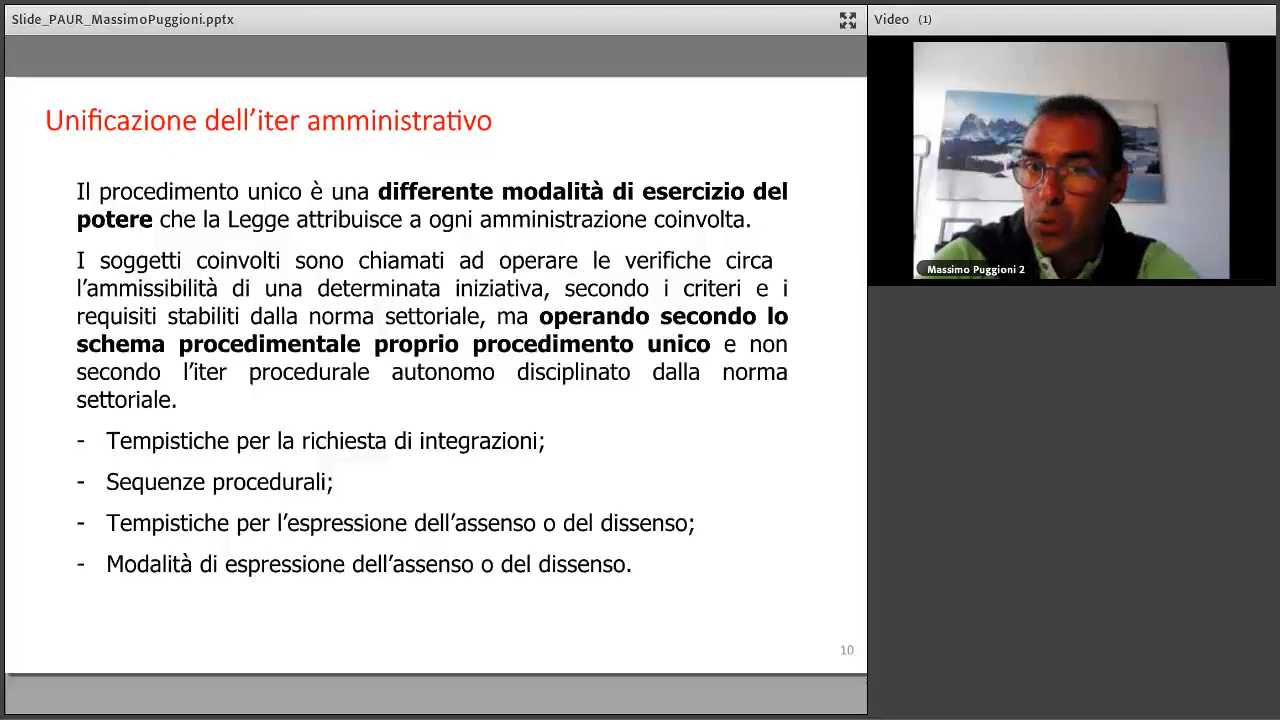 Slide_PAUR_MassimoPuggioni.pptx
Video (1)
Unificazione dell’iter amministrativo
Il procedimento unico è una differente modalità di esercizio del
potere che la Legge attribuisce a ogni amministrazione coinvolta.
I soggetti coinvolti sono chiamati ad operare le verifiche circa
l’ammissibilità di una determinata iniziativa, secondo i criteri e i
requisiti stabiliti dalla norma settoriale, ma operando secondo lo
schema procedimentale proprio procedimento unico e non
secondo l’iter procedurale autonomo disciplinato dalla norma
settoriale.
- Tempistiche per la richiesta di integrazioni;
- Sequenze procedurali;
- Tempistiche per l’espressione dell’assenso o del dissenso;
- Modalità di espressione dell’assenso o del dissenso.
10
Massimo Puggioni 2